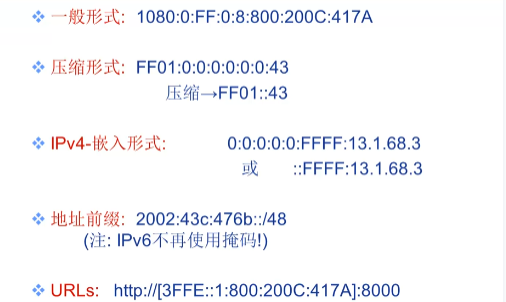 一般形式: 1080:0:FF:0:8:800:200C:417A
压缩形式: FF01:0:0:0:0:0:0:43
压缩→FF01::43
IPv4-嵌入形式: 0:0:0:0:0:FFFF:13.1.68.3
或 ::FFFF:13.1.68.3
地址前缀: 2002:43c:476b::/48
(注: IPv6不再使用掩码!)
URLs: http://[3FFE::1:800:200C:417A]:8000